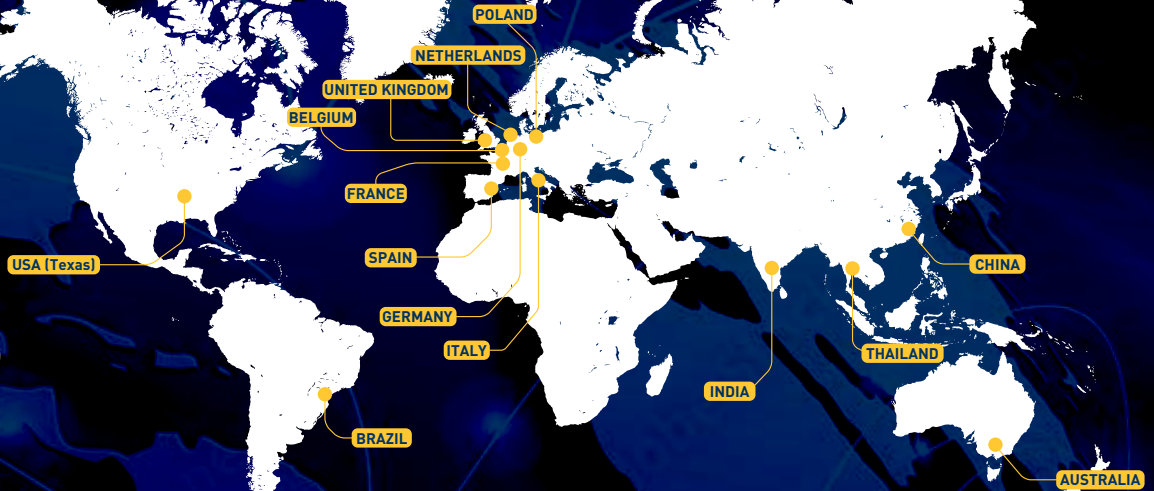 POLAND
NETHERLANDS
UNITED KINGDOM
BELGIUM
FRANCE
SPAIN
USA (Texas)
CHINA
GERMANY
ITALY
THAILAND
INDIA
BRAZIL
AUSTRALIA